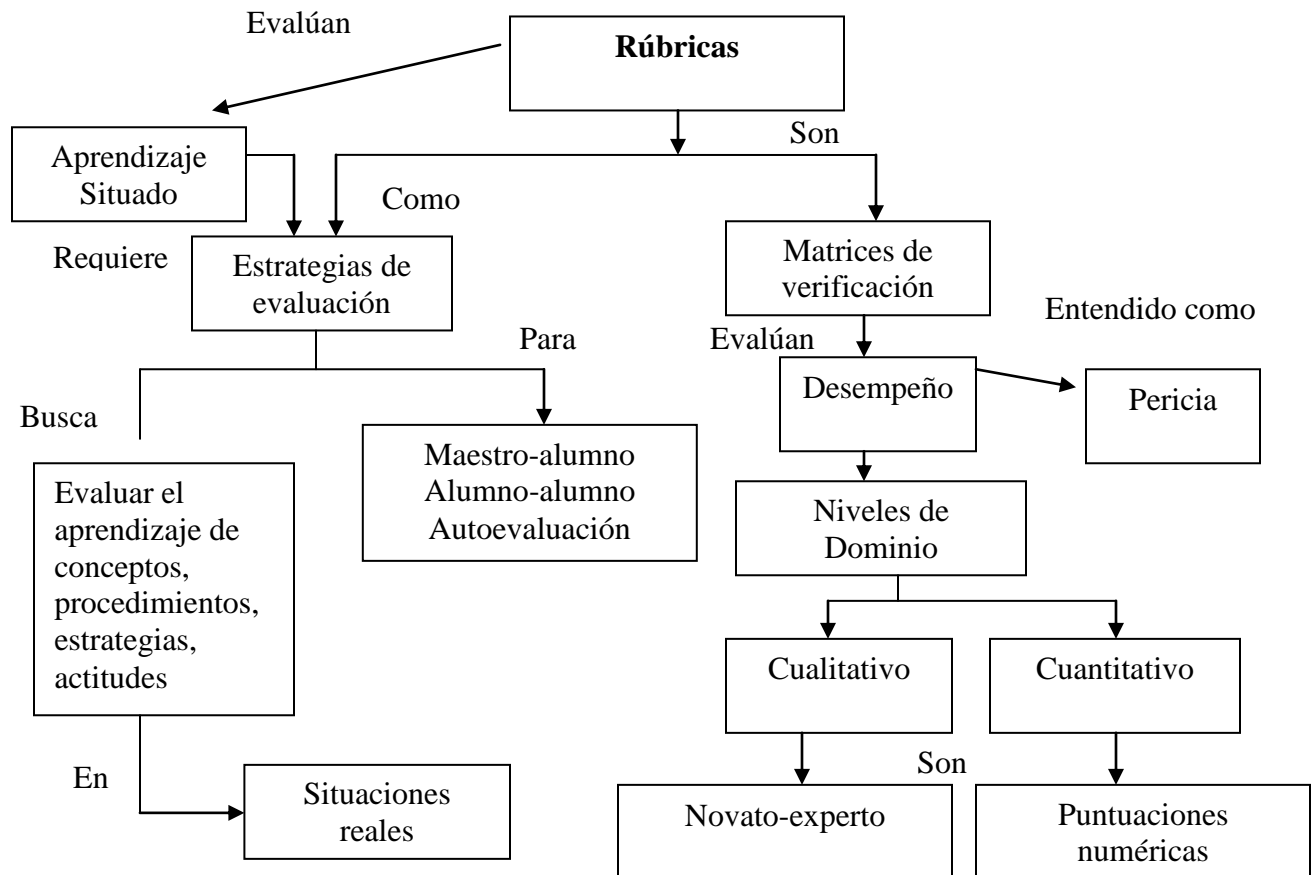 Evalúan
Rúbricas
Son
Aprendizaje
Situado
Como
Requiere
Estrategias de
evaluación
Matrices de
verificación
Entendido como
Para
Evalúan
Desempeño
Pericia
Busca
Maestro-alumno
Alumno-alumno
Autoevaluación
Evaluar el
aprendizaje de
conceptos,
procedimientos,
estrategias,
actitudes
Niveles de
Dominio
Cualitativo
Cuantitativo
En
Son
Situaciones
reales
Novato-experto
Puntuaciones
numéricas